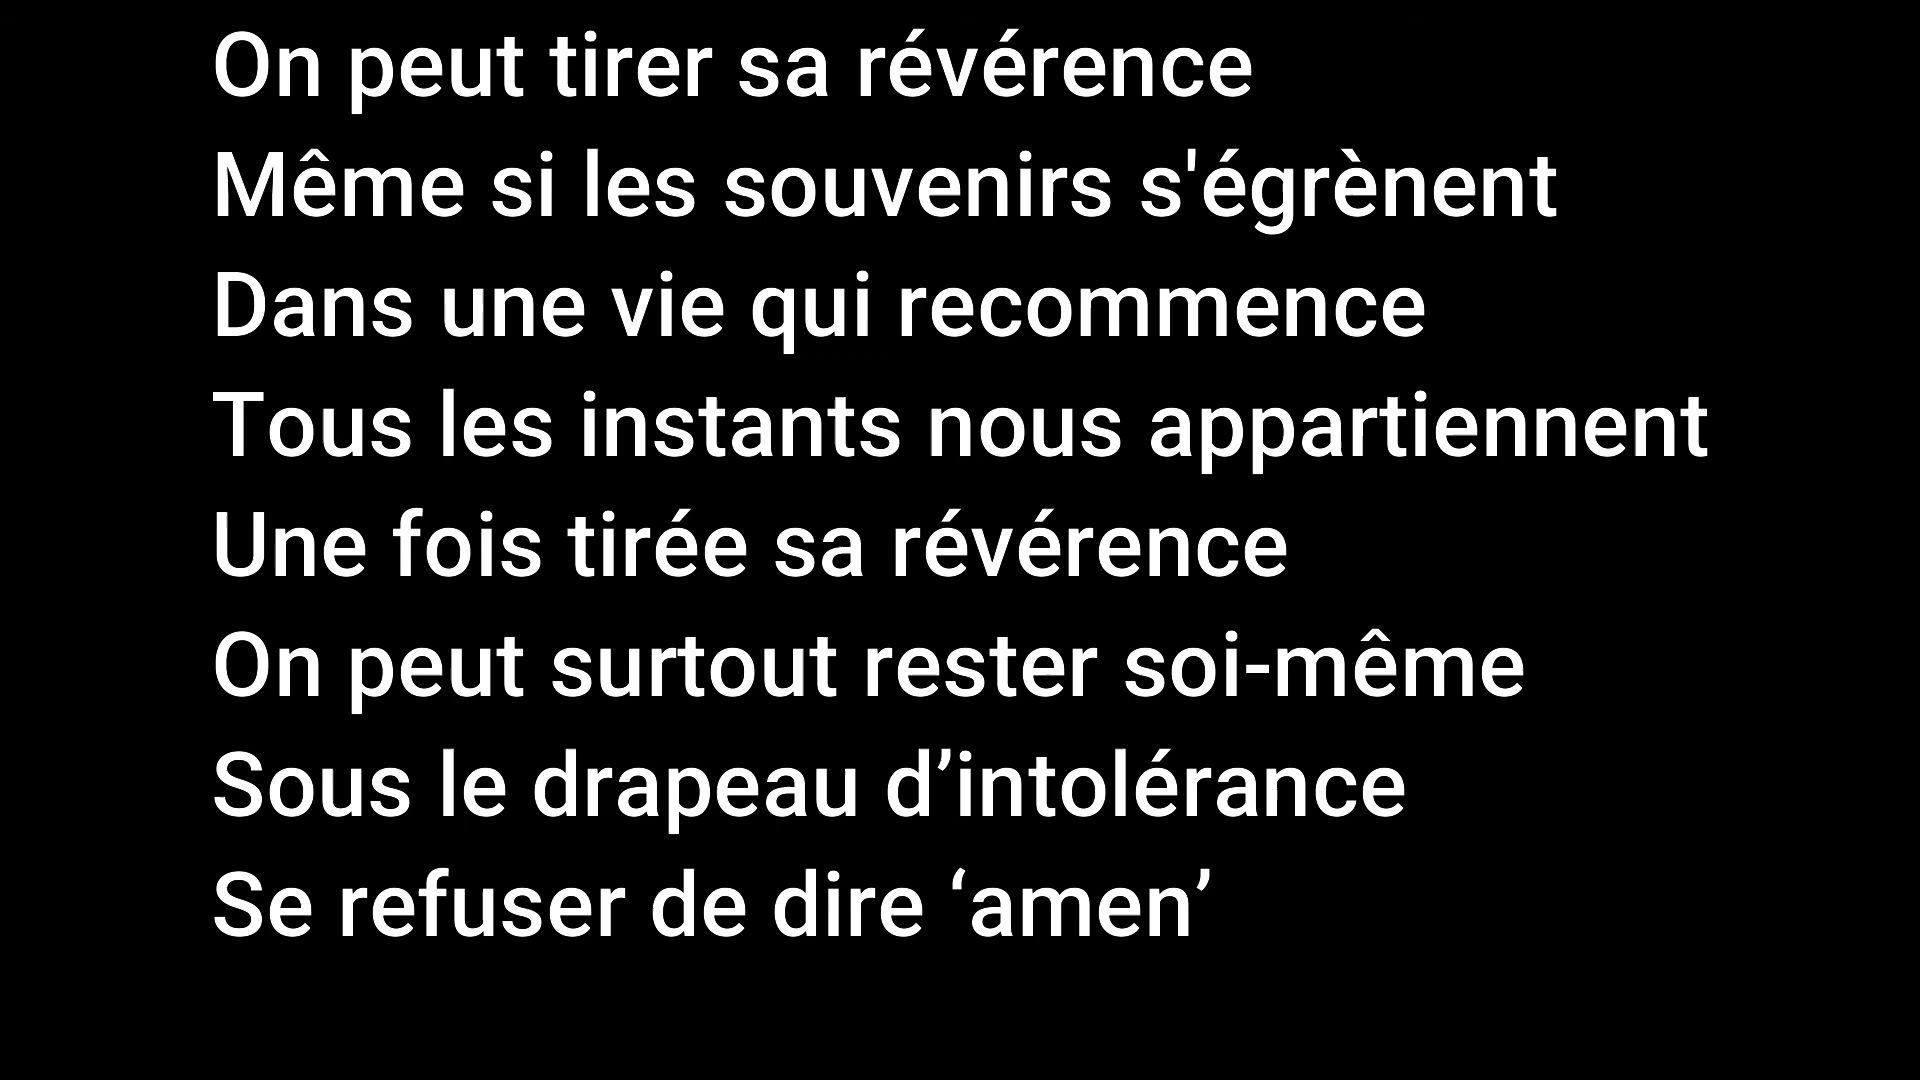 On peut tirer sa révérence
Même si les souvenirs s'égrènent
Dans une vie qui recommence
Tous les instants nous appartiennent
Une fois tirée sa révérence
On peut surtout rester soi-même
Sous le drapeau d’intolérance
Se refuser de dire ‘amen’